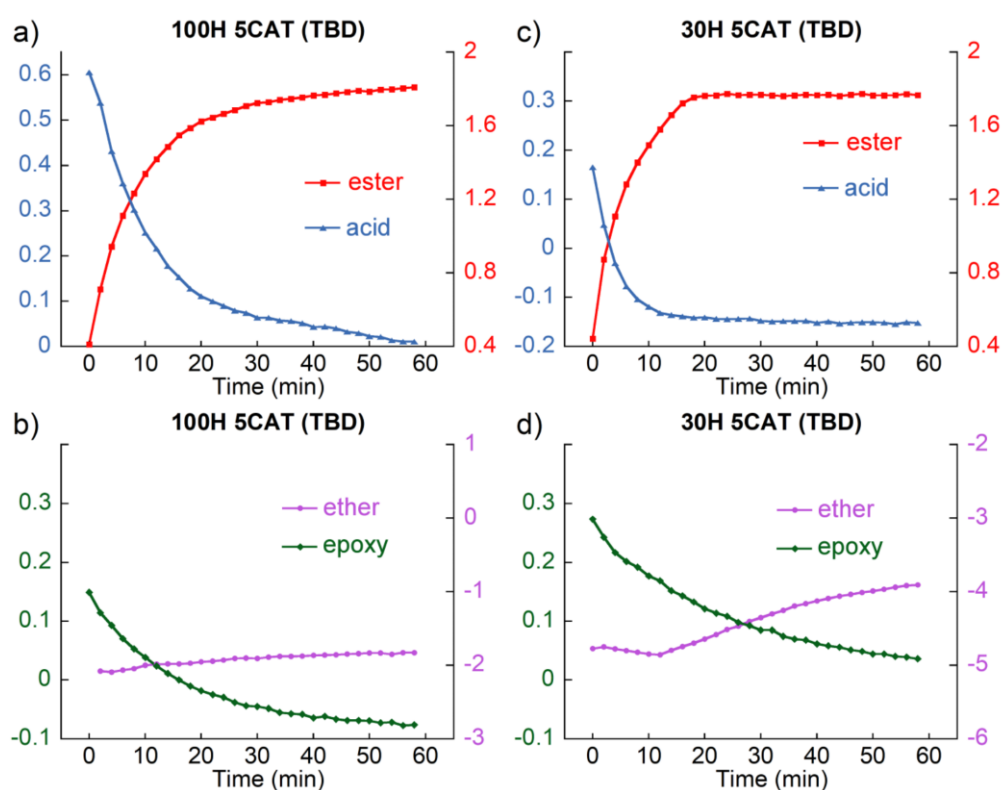 a) 100H 5CAT (TBD)
0.6
0.5
0.4
0.3
0.2
0.1
0
2
1.6
1.2
0.8
0.4
ester
acid
0 10 20 30 40 50 60
Time (min)
c) 30H 5CAT (TBD)
0.3
0.2
0.1
0
-0.1
-0.2
2
1.6
1.2
0.8
0.4
ester
acid
0 10 20 30 40 50 60
Time (min)
b) 100H 5CAT (TBD)
0.3
0.2
0.1
0
-0.1
1
0
-1
-2
-3
ether
epoxy
0 10 20 30 40 50 60
Time (min)
d) 30H 5CAT (TBD)
0.3
0.2
0.1
0
-0.1
-2
-3
-4
-5
-6
ether
epoxy
0 10 20 30 40 50 60
Time (min)